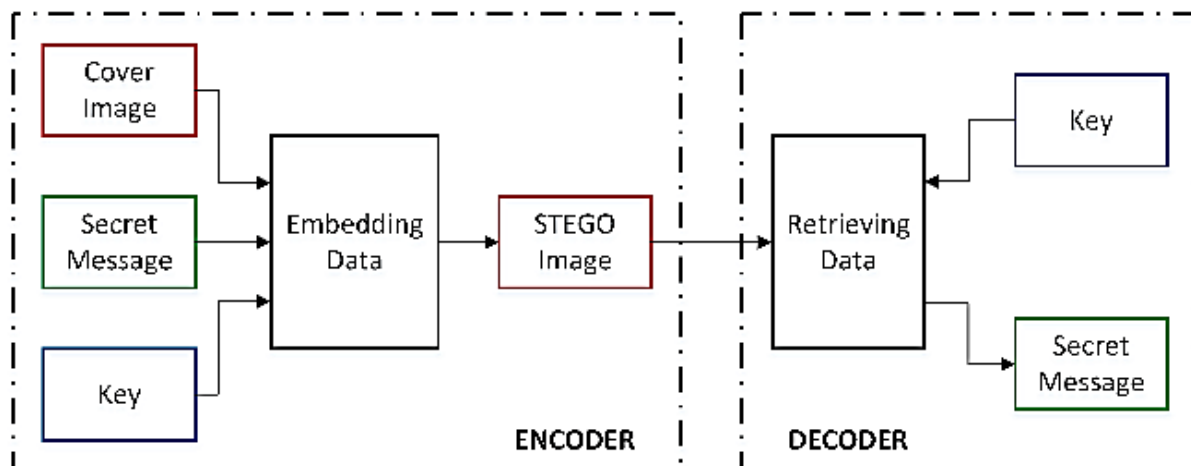 Cover
Image
Secret
Message
Key
Embedding
Data
STEGO
Image
ENCODER
Retrieving
Data
Key
Secret
Message
DECODER